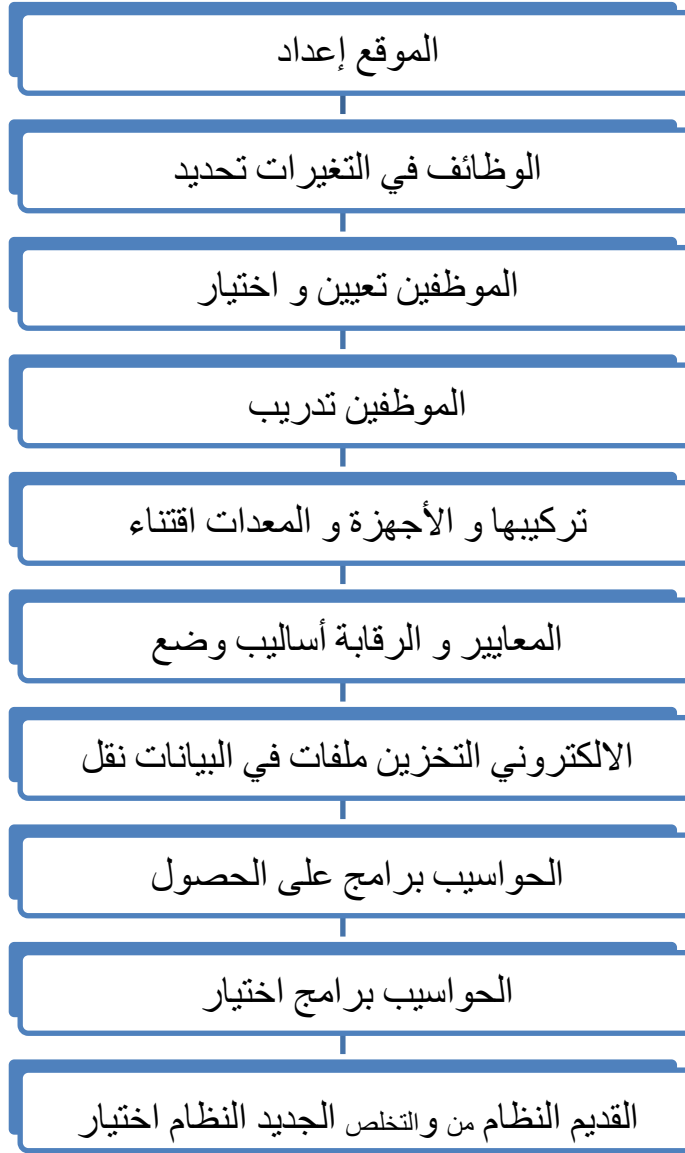 الموقع إعداد
الوظائف في التغيرات تحديد
الموظفين تعيين و اختيار
الموظفين تدريب
تركيبها و الأجهزة و المعدات اقتناء
المعايير و الرقابة أساليب وضع
الالكتروني التخزين ملفات في البيانات نقل
الحواسيب برامج على الحصول
الحواسيب برامج اختيار
القديم النظام من والتخلص الجديد النظام اختيار